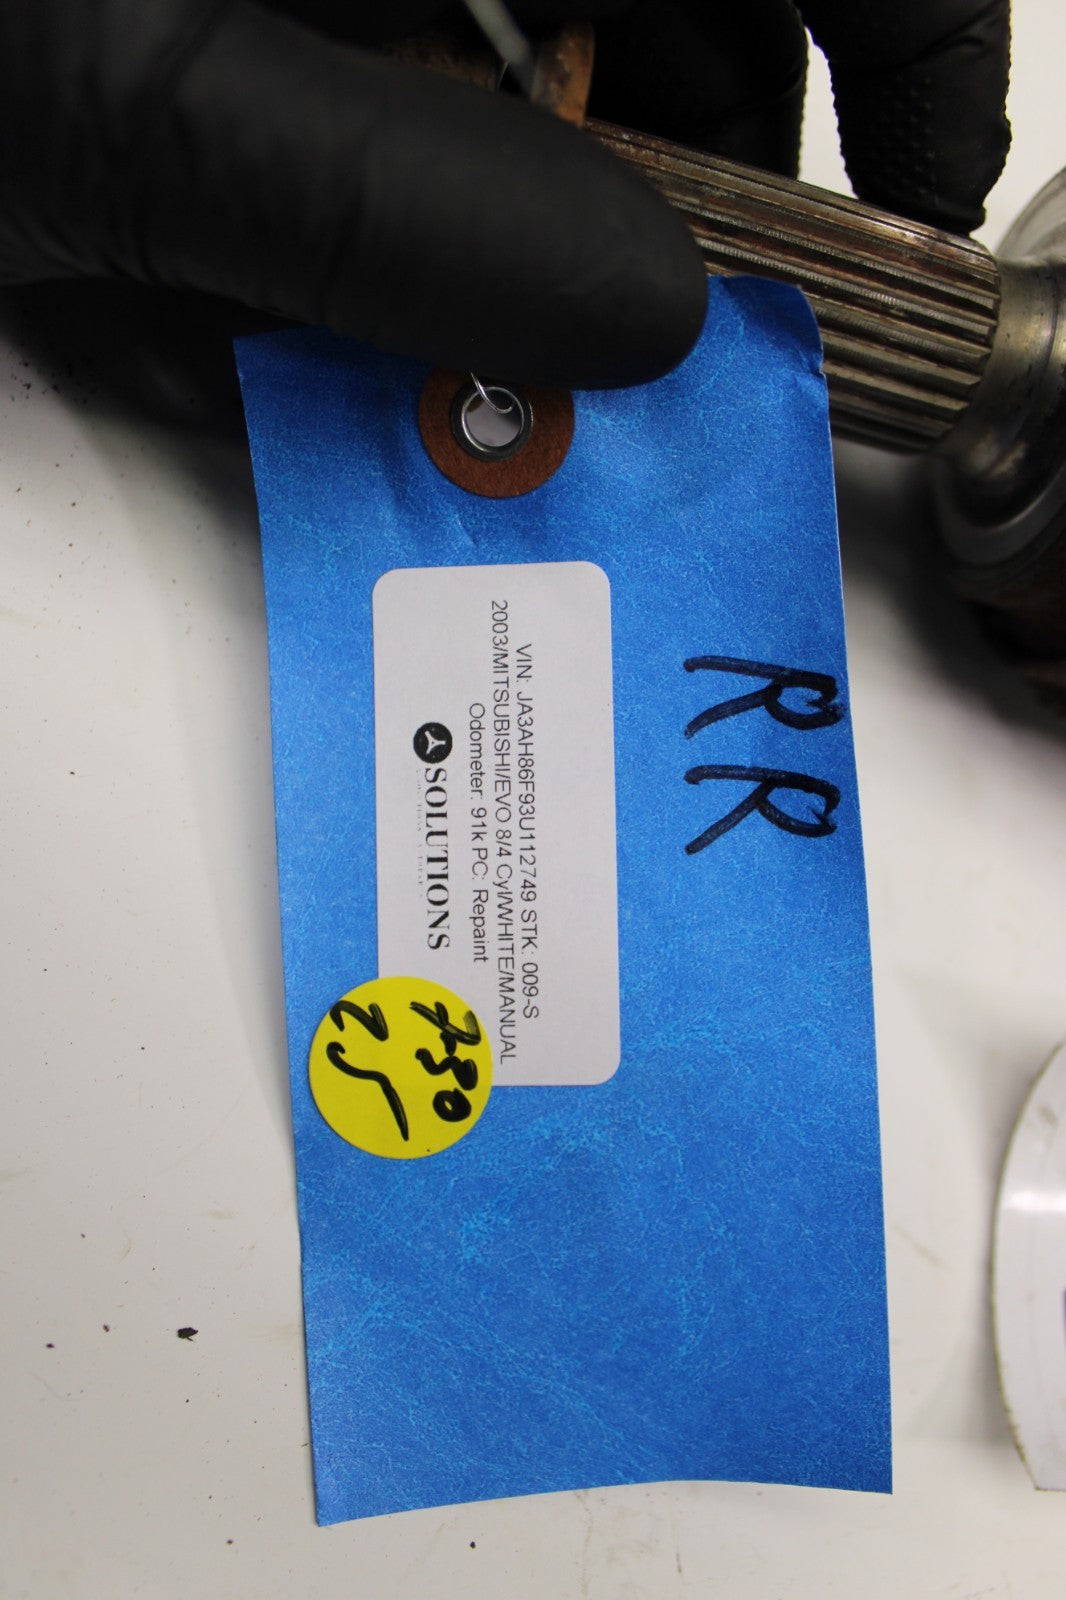 RR
VIN: JA3AH86F93U112749 STK: 009-S
2003/MITSUBISHI/EVO 8/4 Cyl/WHITE/MANUAL
Odometer: 91k PC: Repaint
SOLUTIONS
25